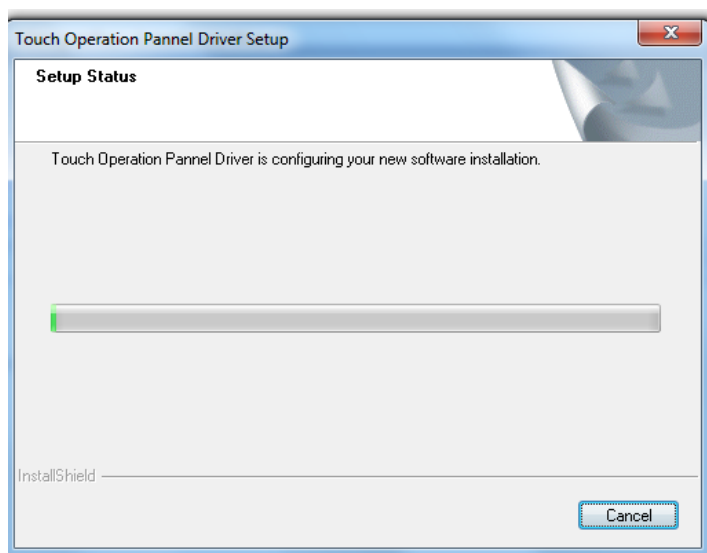 Touch Operation Pannel Driver Setup
Setup Status
Touch Operation Pannel Driver is configuring your new software installation.
InstallShield
Cancel